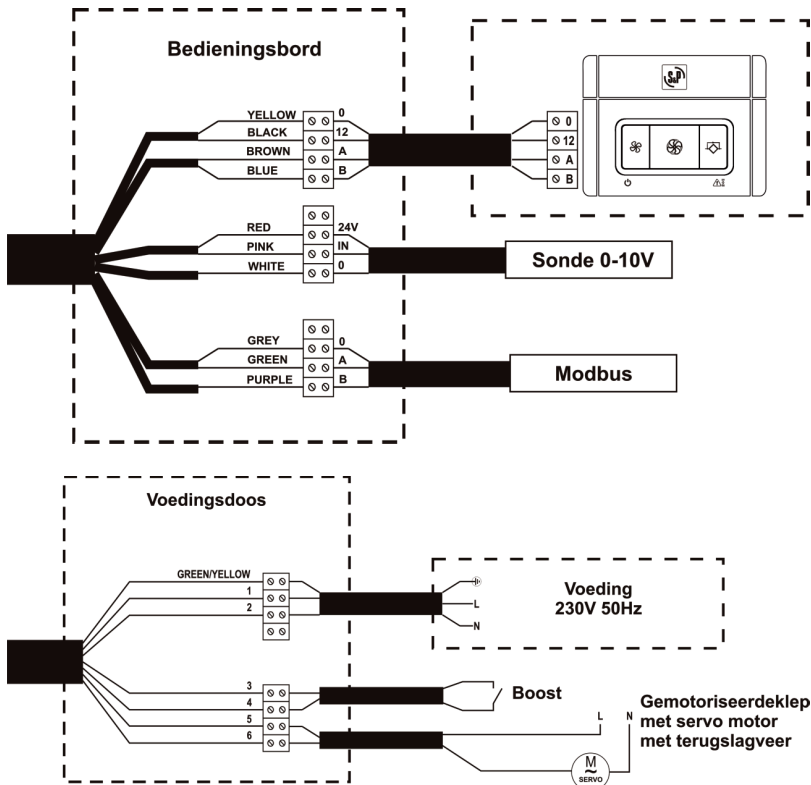 Bedieningsbord
S&P
YELLOW 0
BLACK 12
BROWN A
BLUE B
0
12
A
B
RED 24V
PINK IN
WHITE 0
Sonde 0-10V
GREY 0
GREEN A
PURPLE B
Modbus
Voedingsdoos
GREEN/YELLOW
1
2
L
N
Voeding
230V 50Hz
3
4
5
6
Boost
L N
Gemotoriseerdeklep
met servo motor
met terugslagveer
M
~
SERVO